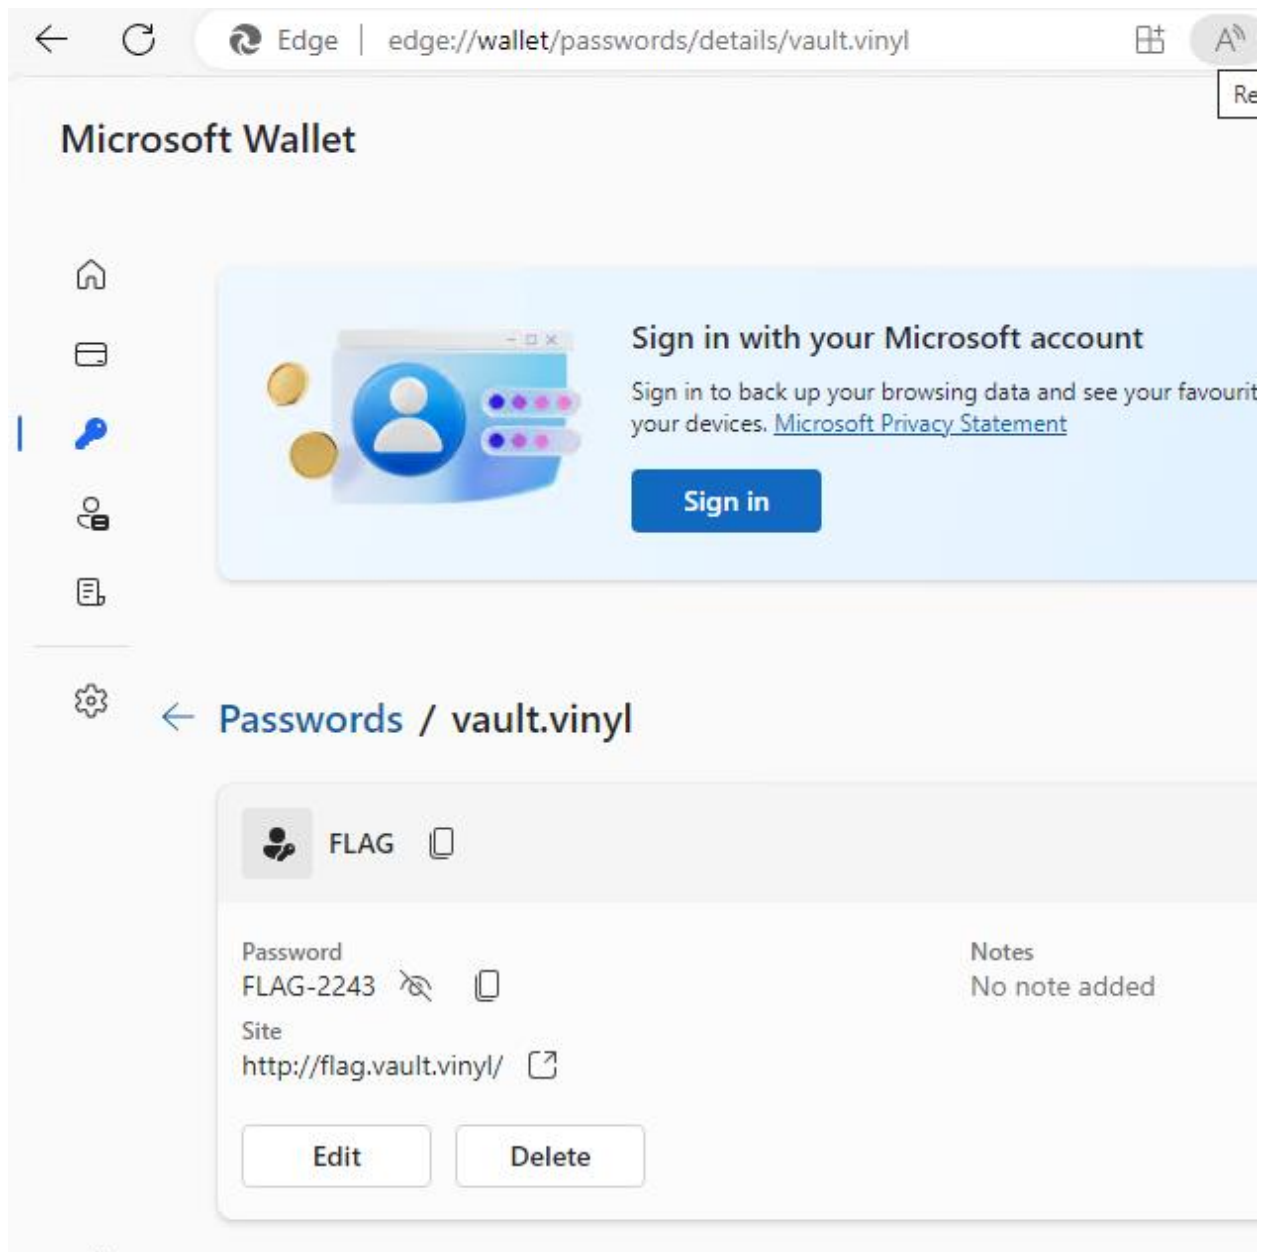 Edge | edge://wallet/passwords/details/vault.vinyl
Re
Microsoft Wallet
Sign in with your Microsoft account
Sign in to back up your browsing data and see your favourit
your devices. Microsoft Privacy Statement
Sign in
Passwords / vault.vinyl
FLAG
Password
FLAG-2243
Notes
No note added
Site
http://flag.vault.vinyl/
Edit
Delete